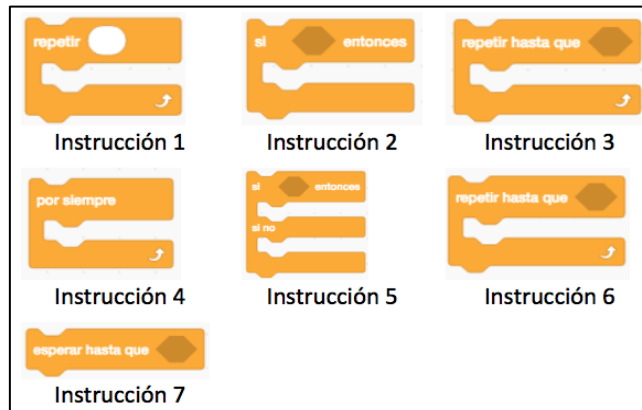 repetir
Instrucción 1
si entonces
Instrucción 2
repetir hasta que
Instrucción 3
por siempre
Instrucción 4
si entonces
si no
Instrucción 5
repetir hasta que
Instrucción 6
esperar hasta que
Instrucción 7